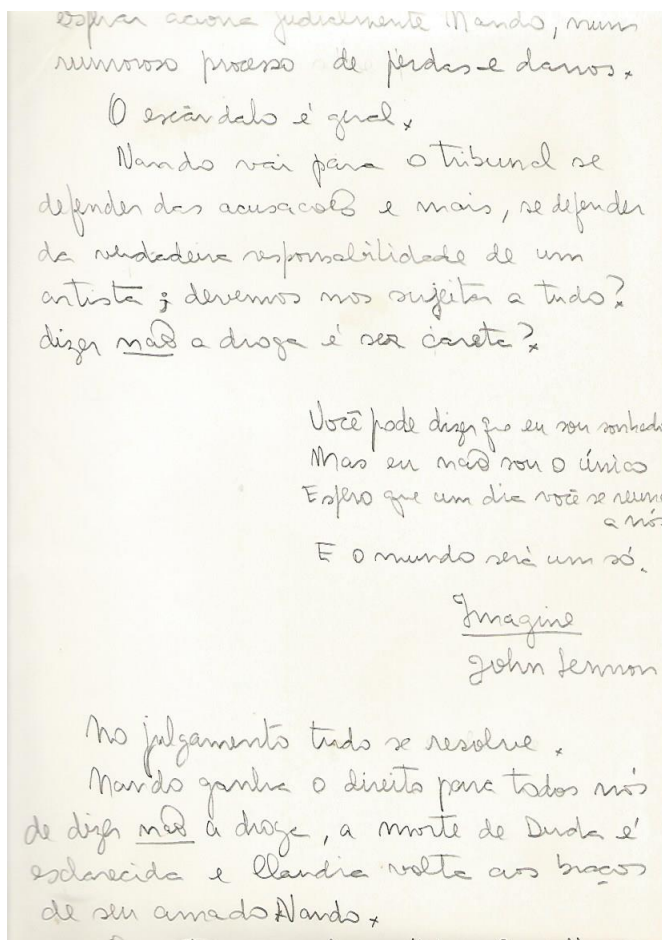 esperar aciona judicialmente Nando, num
rumoroso processo de perdas e danos.
O escândalo é geral.
Nando vai para o tribunal se
defender das acusações e mais, se defender
da verdadeira responsabilidade de um
artista; devemos nos sujeitar a tudo?
dizer não a droga é ser careta?
Você pode dizer que eu sou sonhad
Mas eu não sou o único
Espero que um dia você se reuna
a nós
E o mundo será um só.
Imagine
John Lennon
No julgamento tudo se resolve.
Nando ganha o direito para todos nós
de dizer não a droga, a morte de Duda é
esclarecida e Claudia volta aos braços
de seu amado Nando.